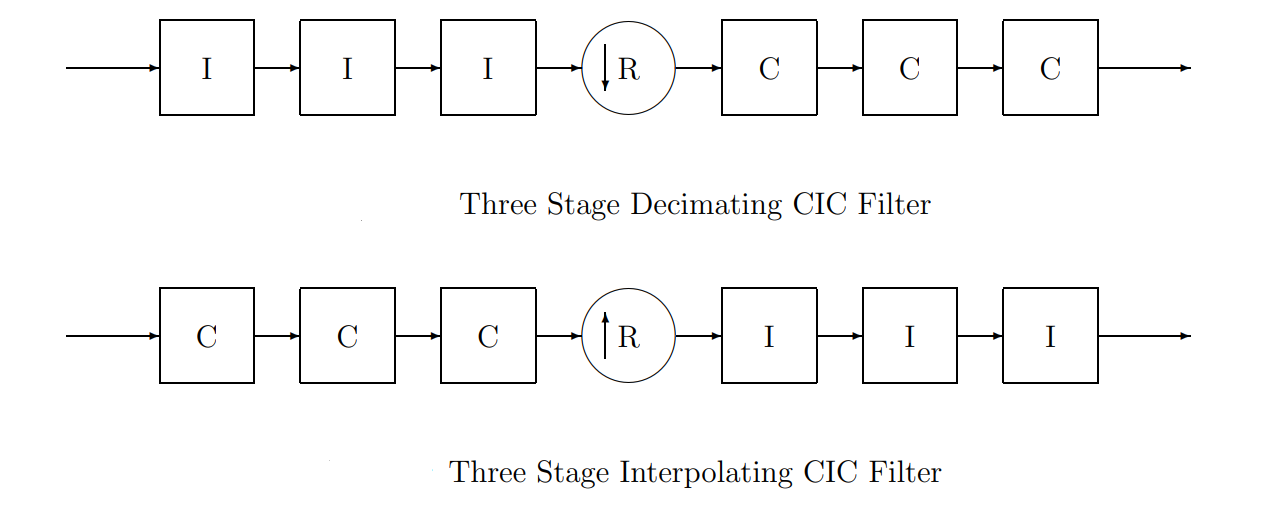 I I I R C C C
Three Stage Decimating CIC Filter
C C C R I I I
Three Stage Interpolating CIC Filter